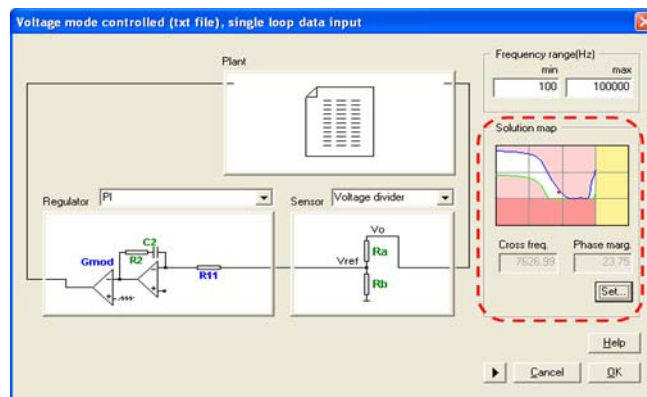 Voltage mode controlled (txt file), single loop data input
Plant
Frequency range(Hz)
min max
100 100000
Solution map
Regulator PI
Sensor Voltage divider
Cross freq. Phase marg.
7626.99 23.75
Set...
C2
R2
Gmod
R11
Vo
Ra
Vref
Rb
Help
Cancel OK